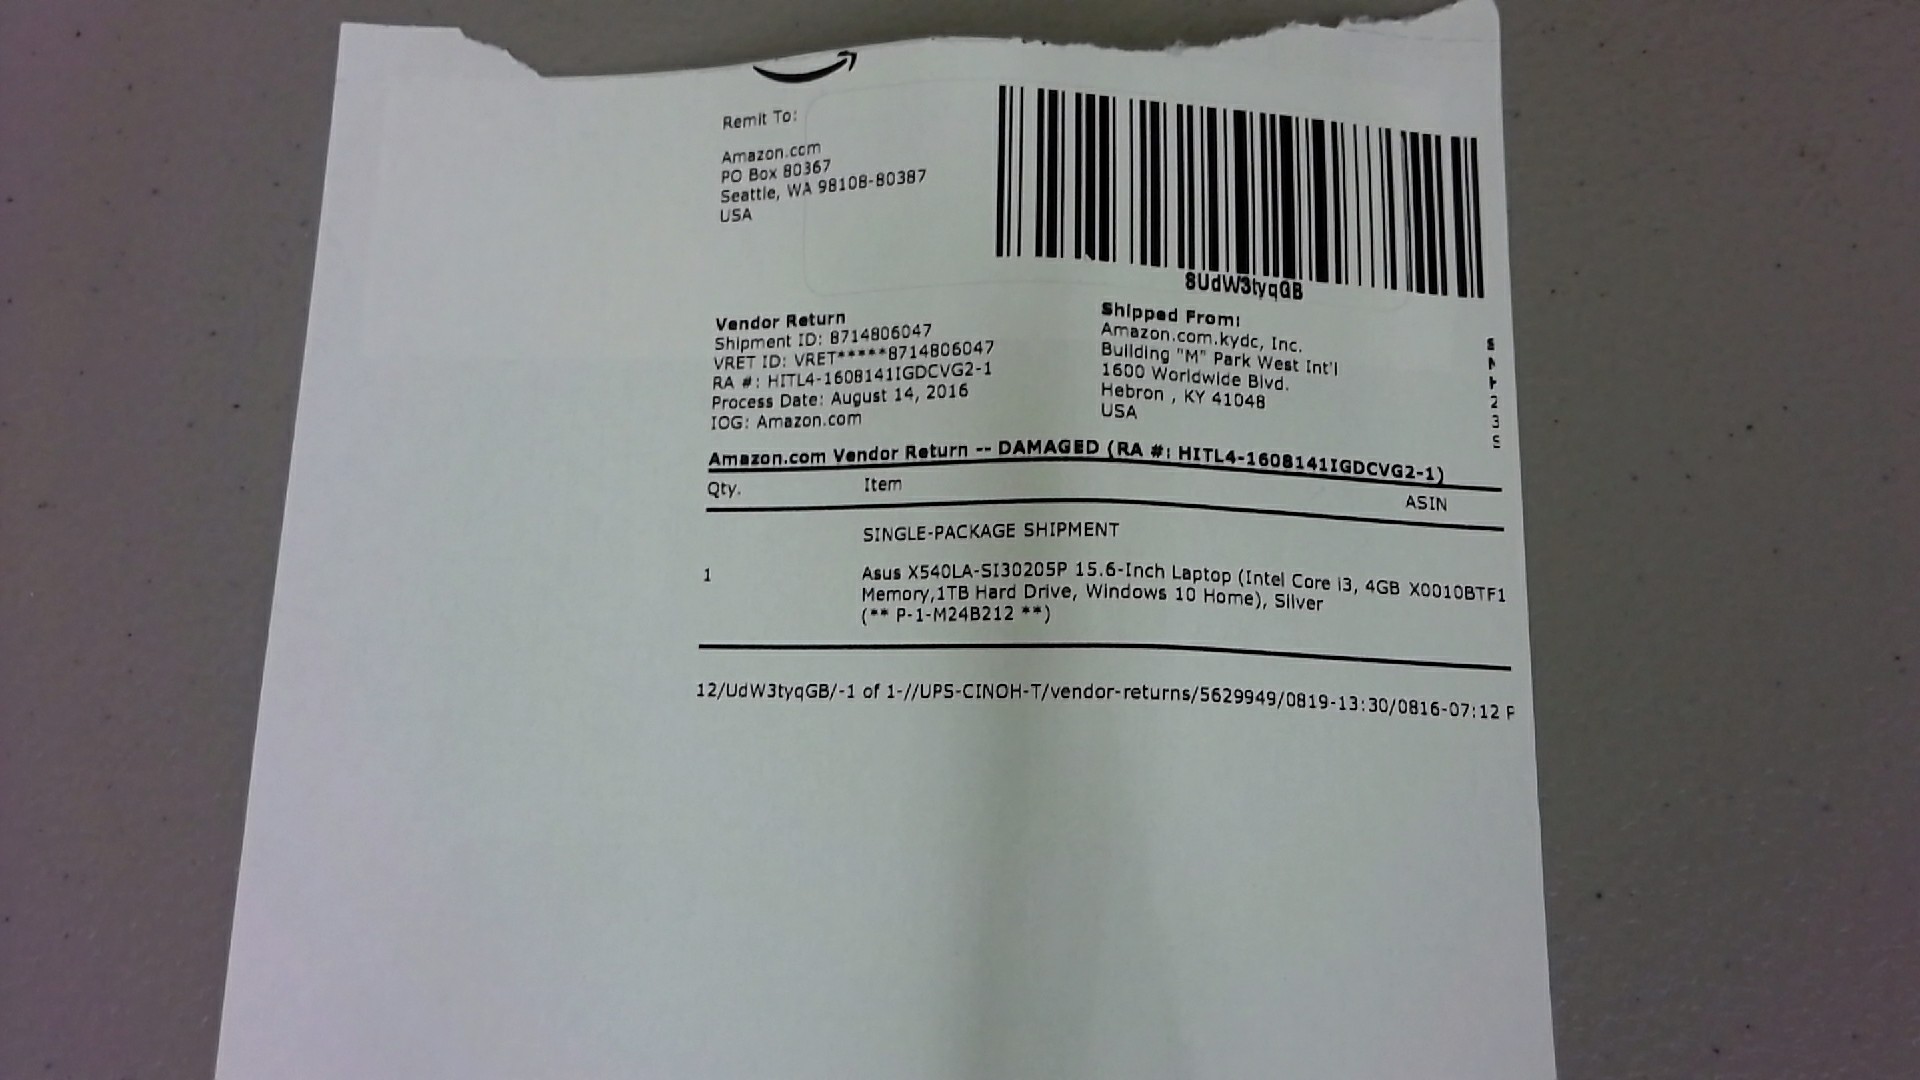 Remit To:
Amazon.com
PO Box 80367
Seattle, WA 98108-80387
USA
8UdW3tyqGB
Vendor Return
Shipment ID: 8714806047
VRET ID: VRET*****8714806047
RA #: HITL4-1608141IGDCVG2-1
Process Date: August 14, 2016
IOG: Amazon.com
Shipped From:
Amazon.com.kydc, Inc.
Building "M" Park West Int'l
1600 Worldwide Blvd.
Hebron , KY 41048
USA
2
3
Amazon.com Vendor Return -- DAMAGED (RA #: HITL4-1608141IGDCVG2-1)
Qty. Item ASIN
SINGLE-PACKAGE SHIPMENT
1 Asus X540LA-SI30205P 15.6-Inch Laptop (Intel Core i3, 4GB X0010BTF1
Memory,1TB Hard Drive, Windows 10 Home), Silver
(** P-1-M24B212 **)
12/UdW3tyqGB/-1 of 1-//UPS-CINOH-T/vendor-returns/5629949/0819-13:30/0816-07:12